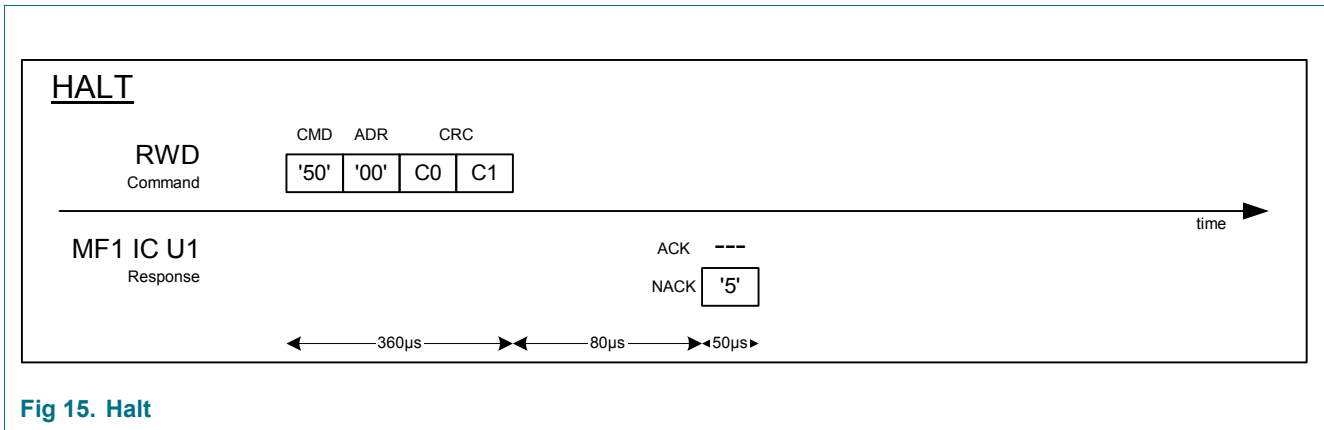 HALT
CMD ADR CRC
RWD
Command
'50' '00' C0 C1
time
MF1 IC U1
Response
ACK ---
NACK '5'
360µs 80µs 50µs
Fig 15. Halt